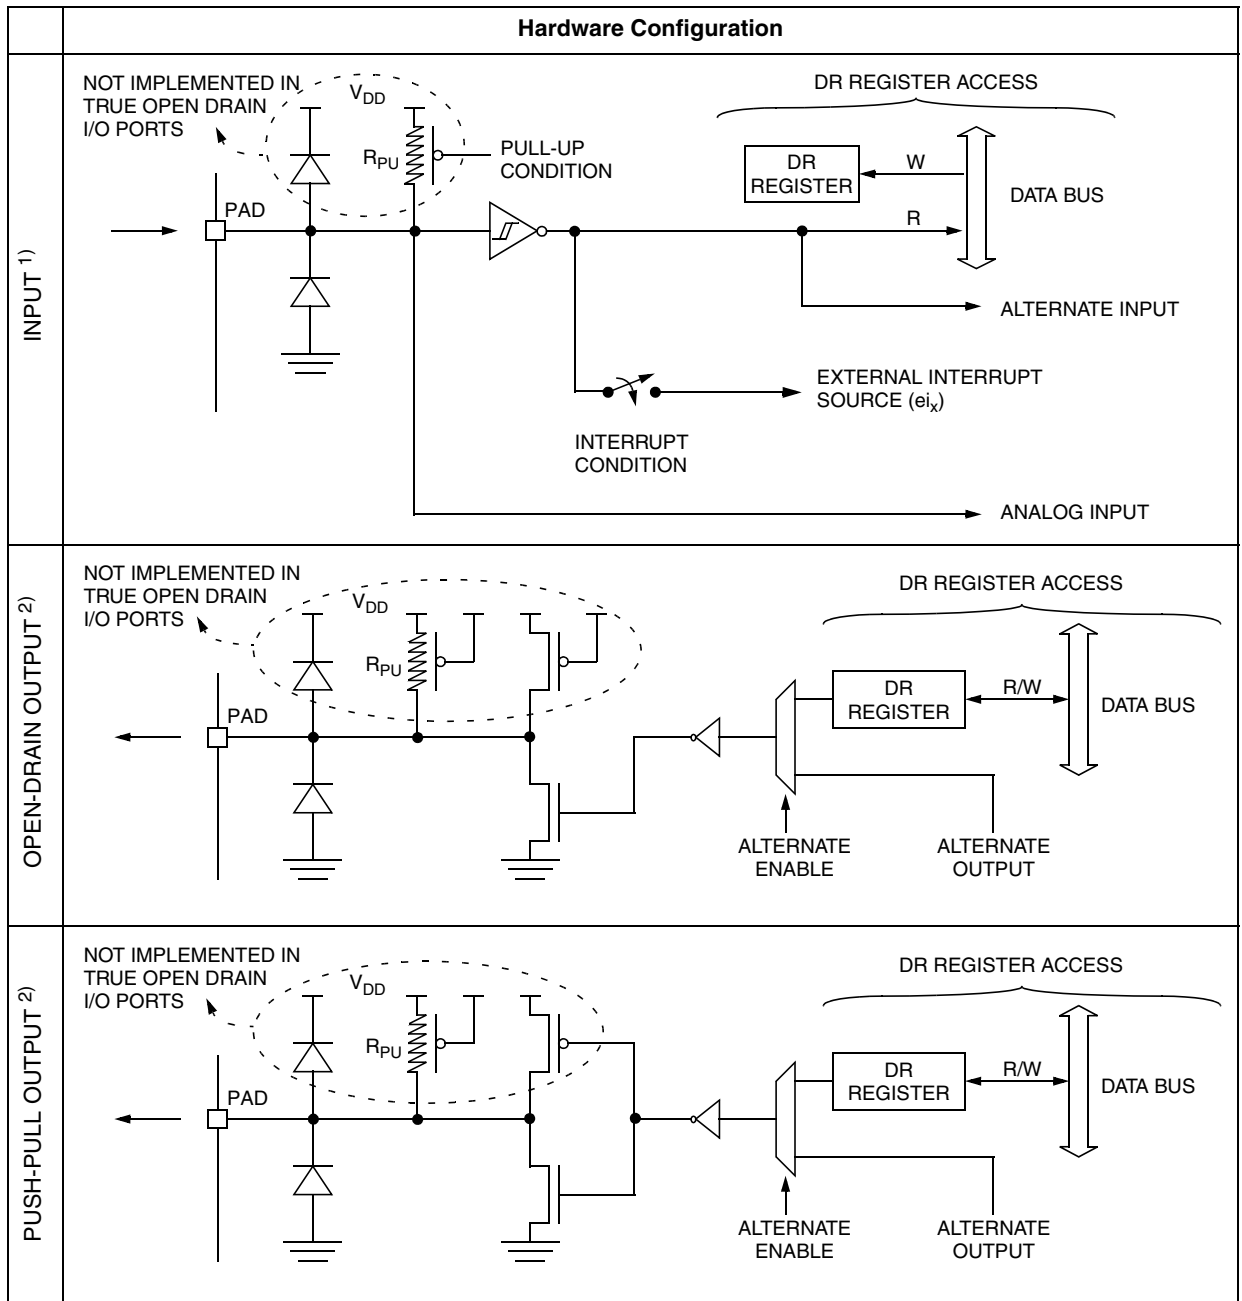 Hardware Configuration
INPUT 1)
NOT IMPLEMENTED IN
TRUE OPEN DRAIN
I/O PORTS
VDD
RPU
PULL-UP
CONDITION
PAD
DR REGISTER ACCESS
DR
REGISTER
W
R
DATA BUS
ALTERNATE INPUT
EXTERNAL INTERRUPT
SOURCE (eix)
INTERRUPT
CONDITION
ANALOG INPUT
OPEN-DRAIN OUTPUT 2)
NOT IMPLEMENTED IN
TRUE OPEN DRAIN
I/O PORTS
VDD
RPU
PAD
DR REGISTER ACCESS
DR
REGISTER
R/W
DATA BUS
ALTERNATE
ENABLE
ALTERNATE
OUTPUT
PUSH-PULL OUTPUT 2)
NOT IMPLEMENTED IN
TRUE OPEN DRAIN
I/O PORTS
VDD
RPU
PAD
DR REGISTER ACCESS
DR
REGISTER
R/W
DATA BUS
ALTERNATE
ENABLE
ALTERNATE
OUTPUT